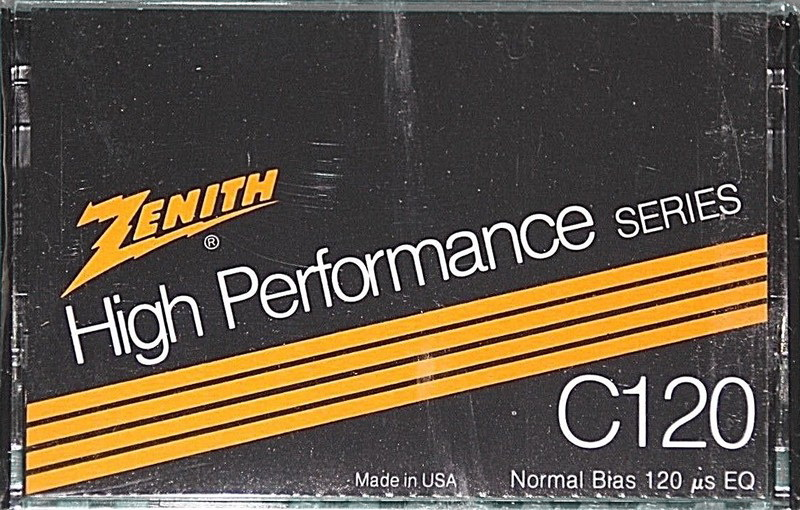 ZENITH
®
High Performance SERIES
C120
Made in USA
Normal Bias 120 µs EQ